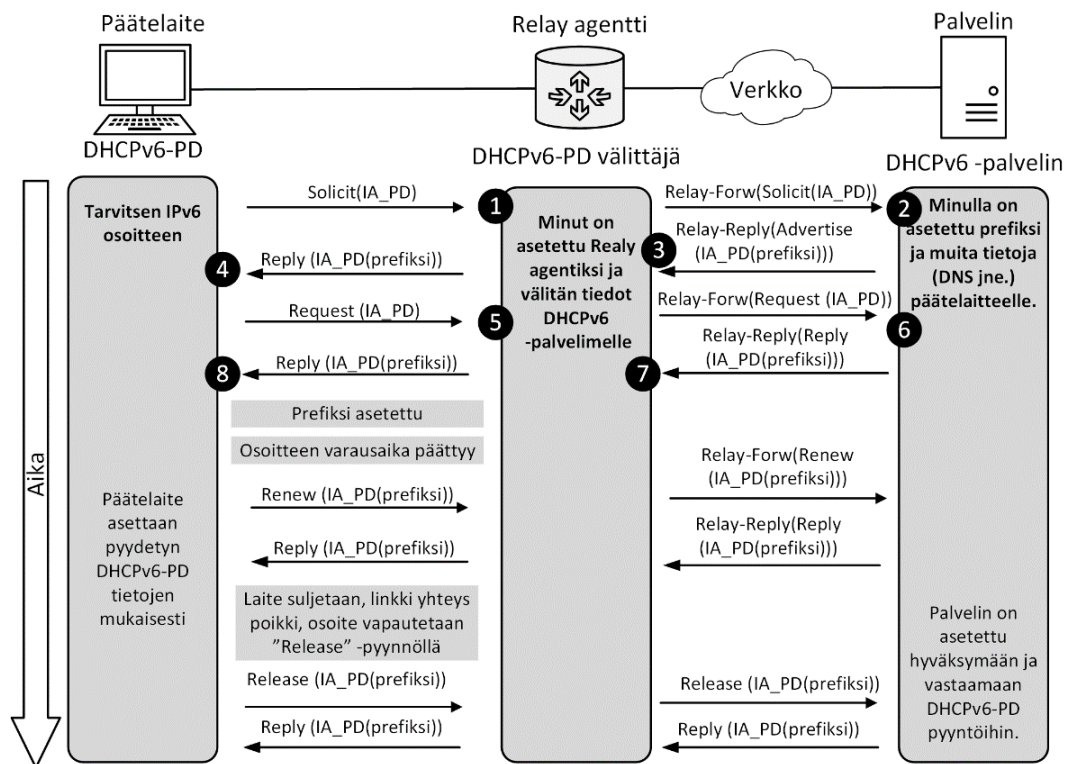 Päätelaite
Relay agentti
Palvelin
Verkko
DHCPv6-PD
DHCPv6-PD välittäjä
DHCPv6 -palvelin
Aika
Tarvitsen IPv6
osoitteen
Solicit(IA_PD)
1
Minut on
asetettu Realy
agentiksi ja
välitän tiedot
DHCPv6
-palvelimelle
Relay-Forw(Solicit(IA_PD))
2
Minulla on
asetettu prefiksi
ja muita tietoja
(DNS jne.)
päätelaitteelle.
3
Relay-Reply(Advertise
(IA_PD(prefiksi)))
4
Reply (IA_PD(prefiksi))
Request (IA_PD)
5
Relay-Forw(Request (IA_PD))
6
Relay-Reply(Reply
(IA_PD(prefiksi)))
7
8
Reply (IA_PD(prefiksi))
Prefiksi asetettu
Osoitteen varausaika päättyy
Päätelaite
asettaan
pyydetyn
DHCPv6-PD
tietojen
mukaisesti
Renew (IA_PD(prefiksi))
Relay-Forw(Renew
(IA_PD(prefiksi)))
Reply (IA_PD(prefiksi))
Relay-Reply(Reply
(IA_PD(prefiksi)))
Laite suljetaan, linkki yhteys
poikki, osoite vapautetaan
”Release” -pyynnöllä
Palvelin on
asetettu
hyväksymään ja
vastaamaan
DHCPv6-PD
pyyntöihin.
Release (IA_PD(prefiksi))
Release (IA_PD(prefiksi))
Reply (IA_PD(prefiksi))
Reply (IA_PD(prefiksi))